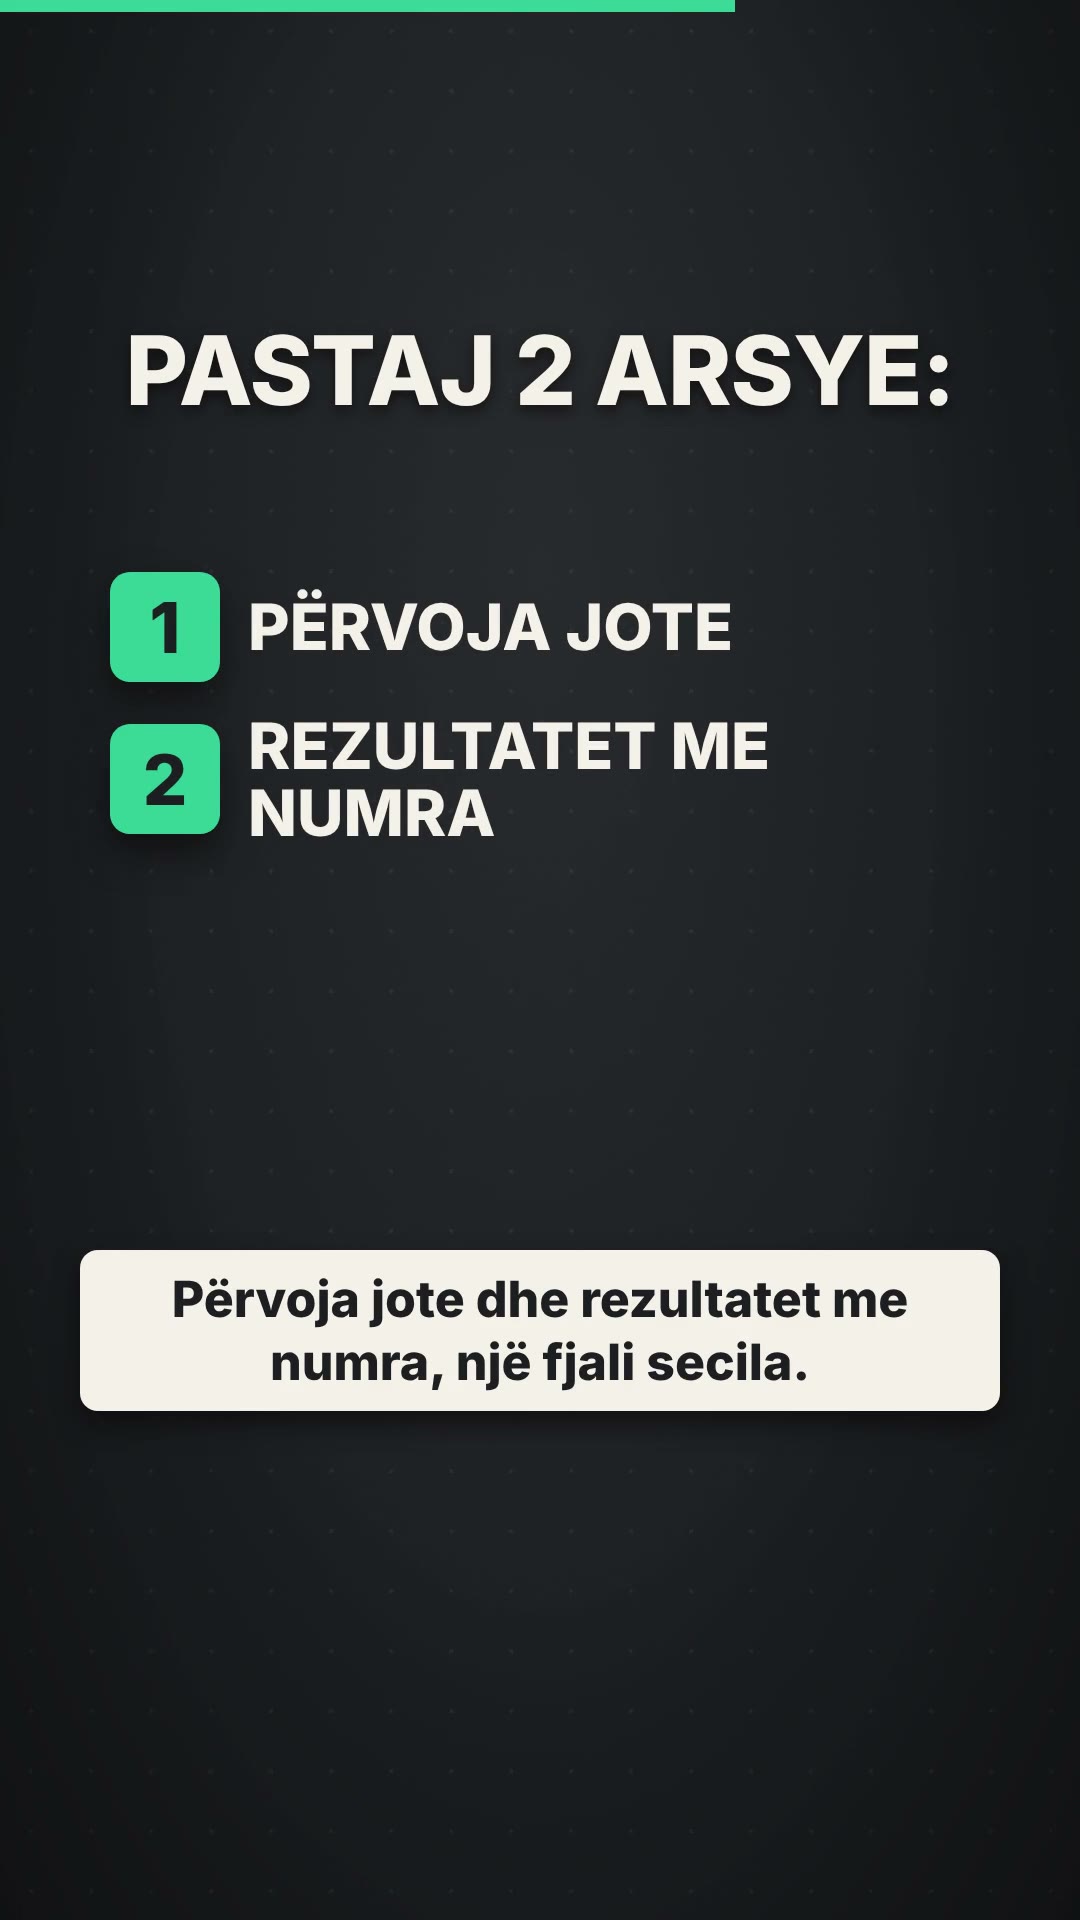 PASTAJ 2 ARSYE:
1 PËRVOJA JOTE
2 REZULTATET ME
NUMRA
Përvoja jote dhe rezultatet me
numra, një fjali secila.